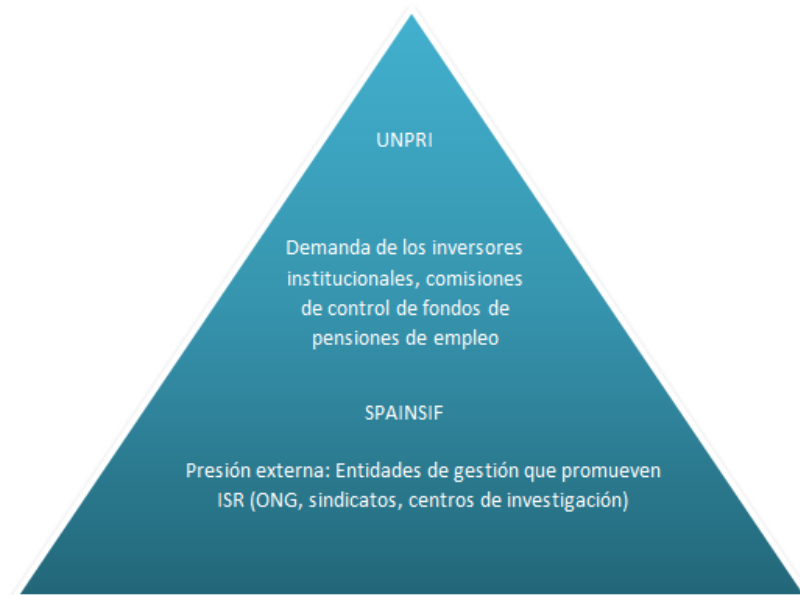 UNPRI
Demanda de los inversores
institucionales, comisiones
de control de fondos de
pensiones de empleo
SPAINSIF
Presión externa: Entidades de gestión que promueven
ISR (ONG, sindicatos, centros de investigación)